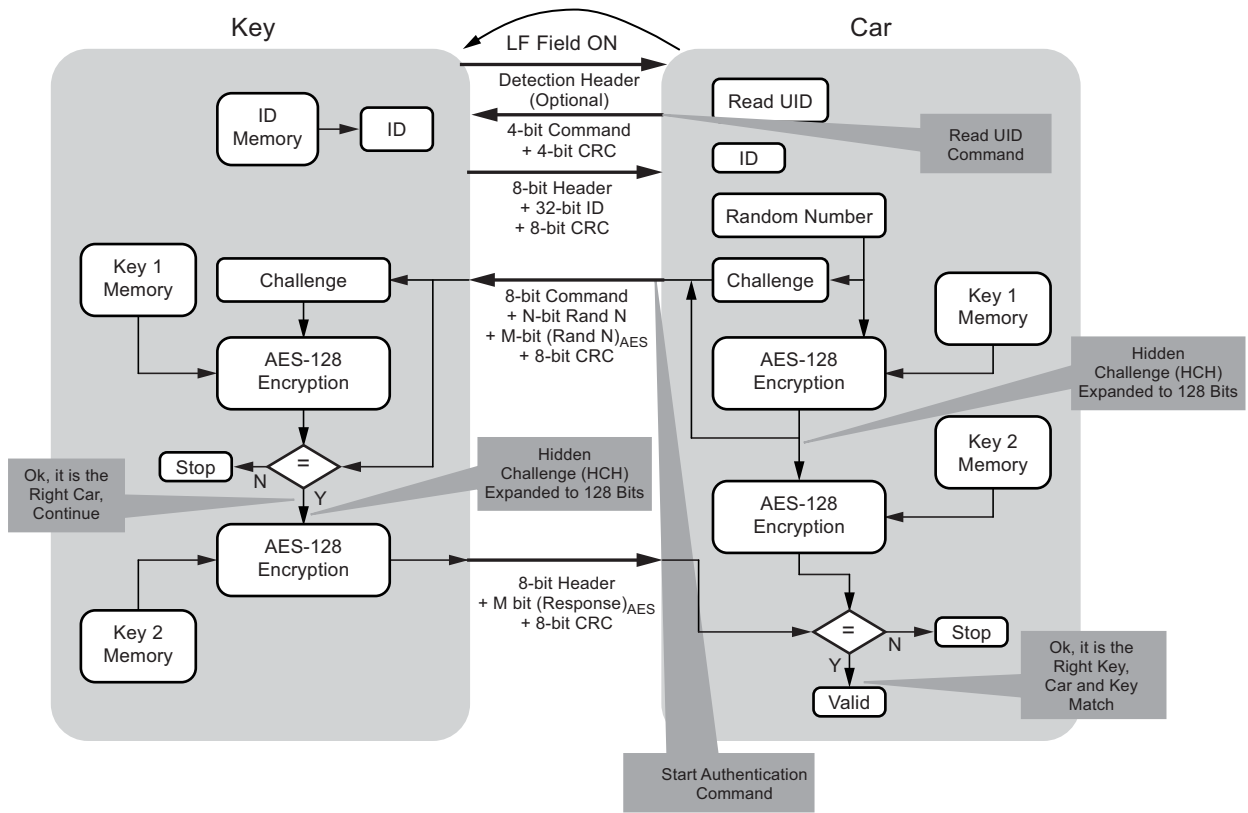 Key
Car
LF Field ON
Detection Header
(Optional)
4-bit Command
+ 4-bit CRC
8-bit Header
+ 32-bit ID
+ 8-bit CRC
ID
Memory
ID
Read UID
Read UID
Command
ID
Random Number
Key 1
Memory
Challenge
8-bit Command
+ N-bit Rand N
+ M-bit (Rand N)AES
+ 8-bit CRC
Challenge
Key 1
Memory
AES-128
Encryption
AES-128
Encryption
Hidden
Challenge (HCH)
Expanded to 128 Bits
Key 2
Memory
Stop
N
=
Y
Ok, it is the
Right Car,
Continue
Hidden
Challenge (HCH)
Expanded to 128 Bits
AES-128
Encryption
AES-128
Encryption
8-bit Header
+ M bit (Response)AES
+ 8-bit CRC
Key 2
Memory
=
N
Stop
Y
Valid
Ok, it is the
Right Key,
Car and Key
Match
Start Authentication
Command